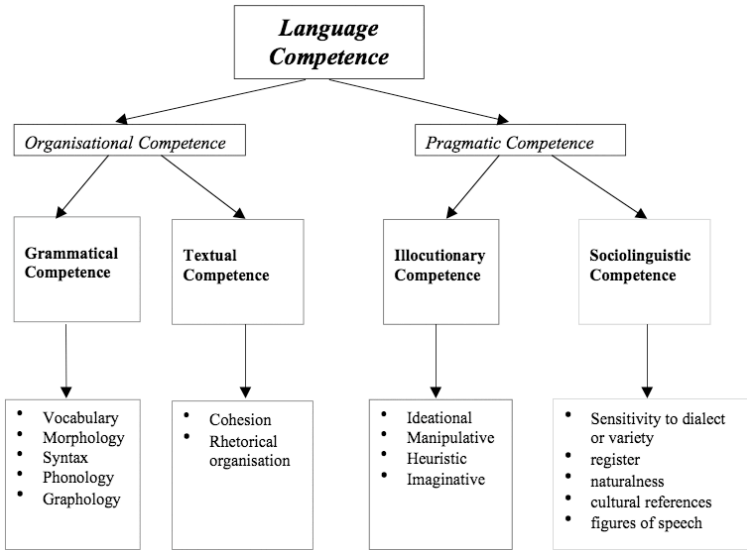 Language
Competence
Organisational Competence
Pragmatic Competence
Grammatical
Competence
Textual
Competence
Illocutionary
Competence
Sociolinguistic
Competence
• Vocabulary
• Morphology
• Syntax
• Phonology
• Graphology
• Cohesion
• Rhetorical
organisation
• Ideational
• Manipulative
• Heuristic
• Imaginative
• Sensitivity to dialect
or variety
• register
• naturalness
• cultural references
• figures of speech